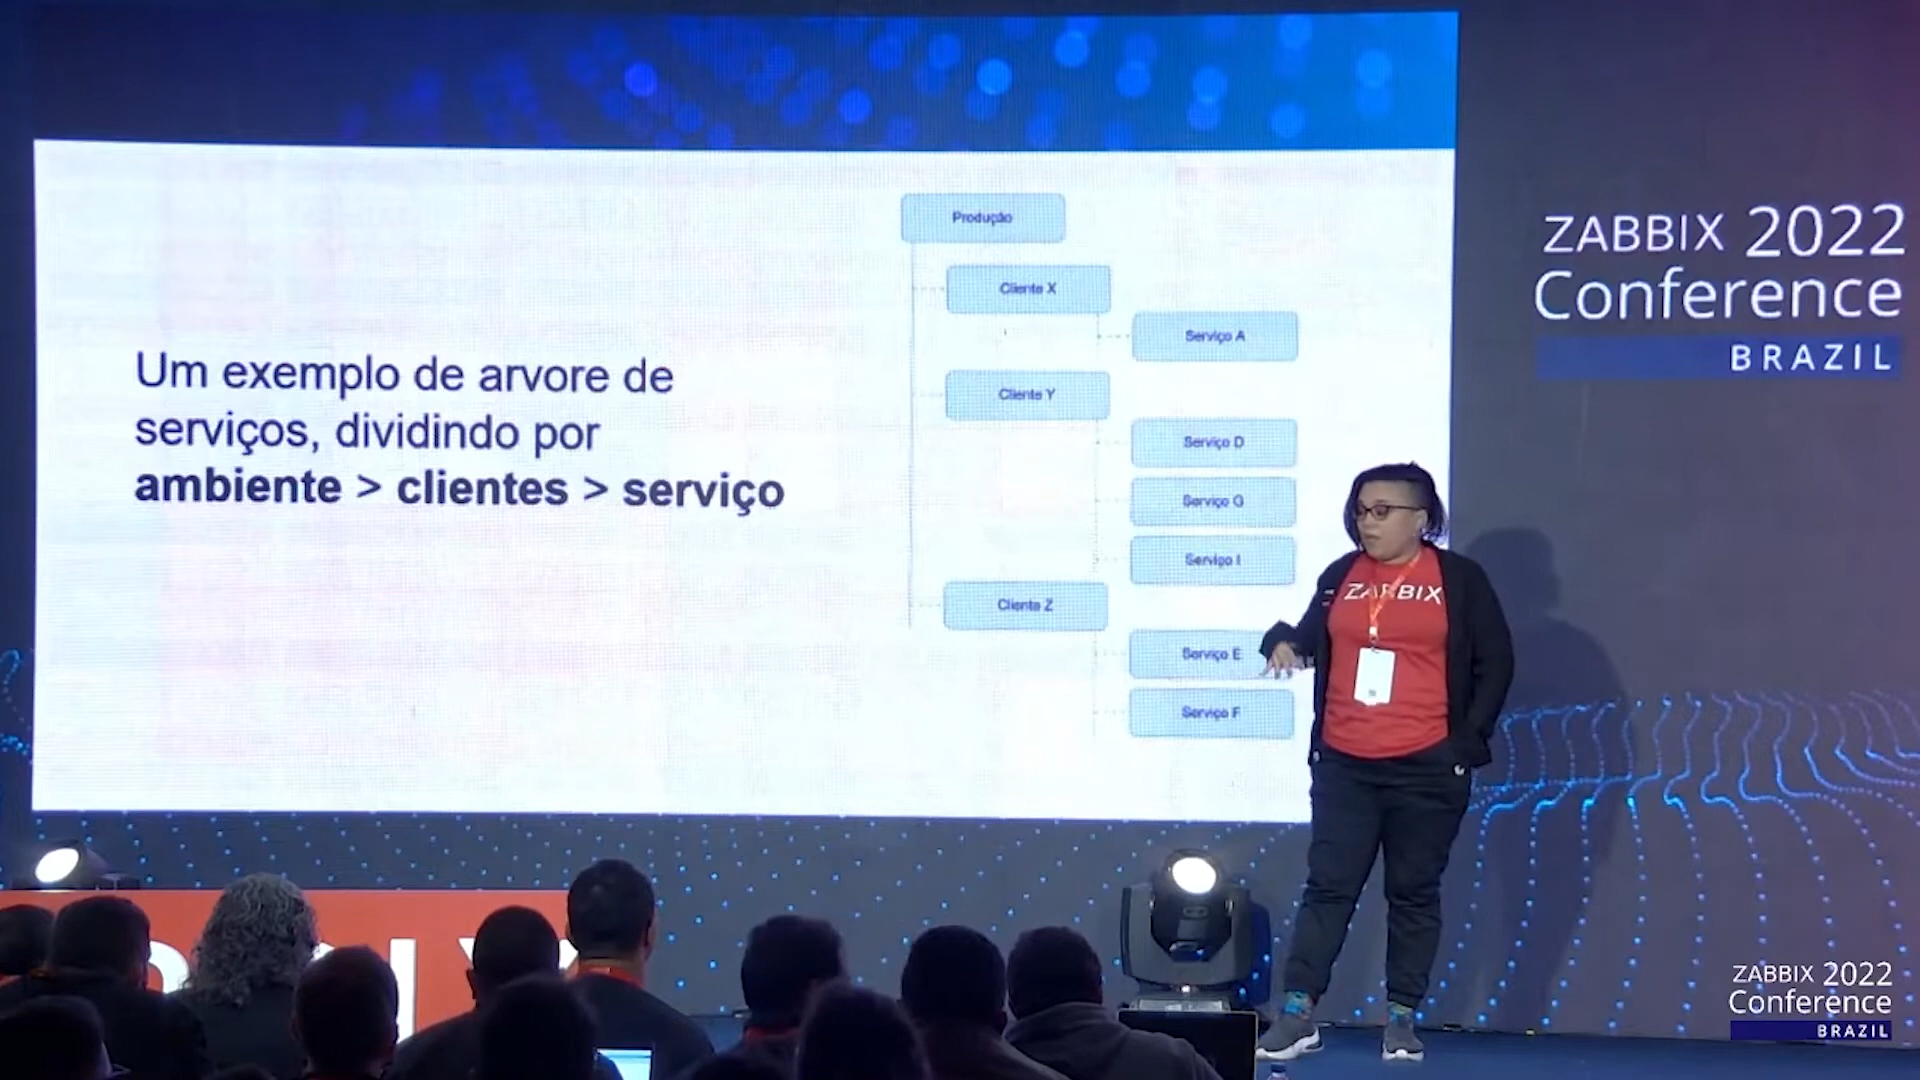 Um exemplo de arvore de
serviços, dividindo por
ambiente > clientes > serviço
Produção
Cliente X
Serviço A
Cliente Y
Serviço D
Serviço G
Serviço I
Cliente Z
Serviço E
Serviço F
ZABBIX 2022
Conference
BRAZIL
ZABBIX
ZABBIX 2022
Conference
BRAZIL